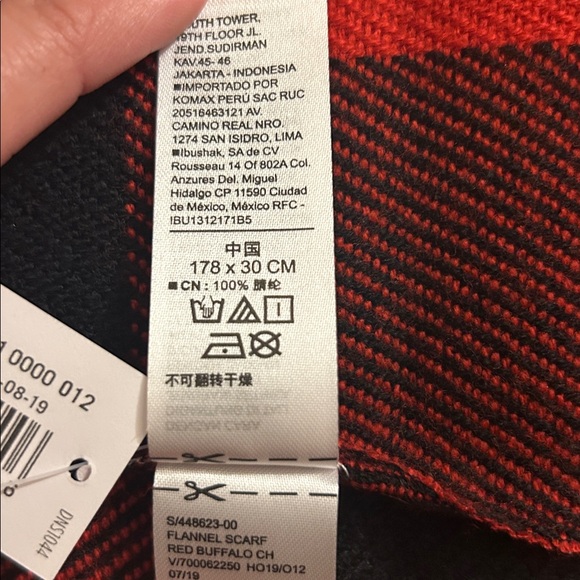 UTH TOWER,
9TH FLOOR JL.
JEND.SUDIRMAN
KAV.45- 46
JAKARTA - INDONESIA
■IMPORTADO POR
KOMAX PERÚ SAC RUC
20516463121 AV.
CAMINO REAL NRO.
1274 SAN ISIDRO, LIMA
■Ibushak, SA de CV
Rousseau 14 Of 802A Col.
Anzures Del. Miguel
Hidalgo CP 11590 Ciudad
de México, México RFC -
IBU1312171B5
中国
178 x 30 CM
■CN : 100% 腈纶
不可翻转干燥
S/448623-00
FLANNEL SCARF
RED BUFFALO CH
V/700062250 HO19/O12
07/19
0000 012
-08-19
DNS1044